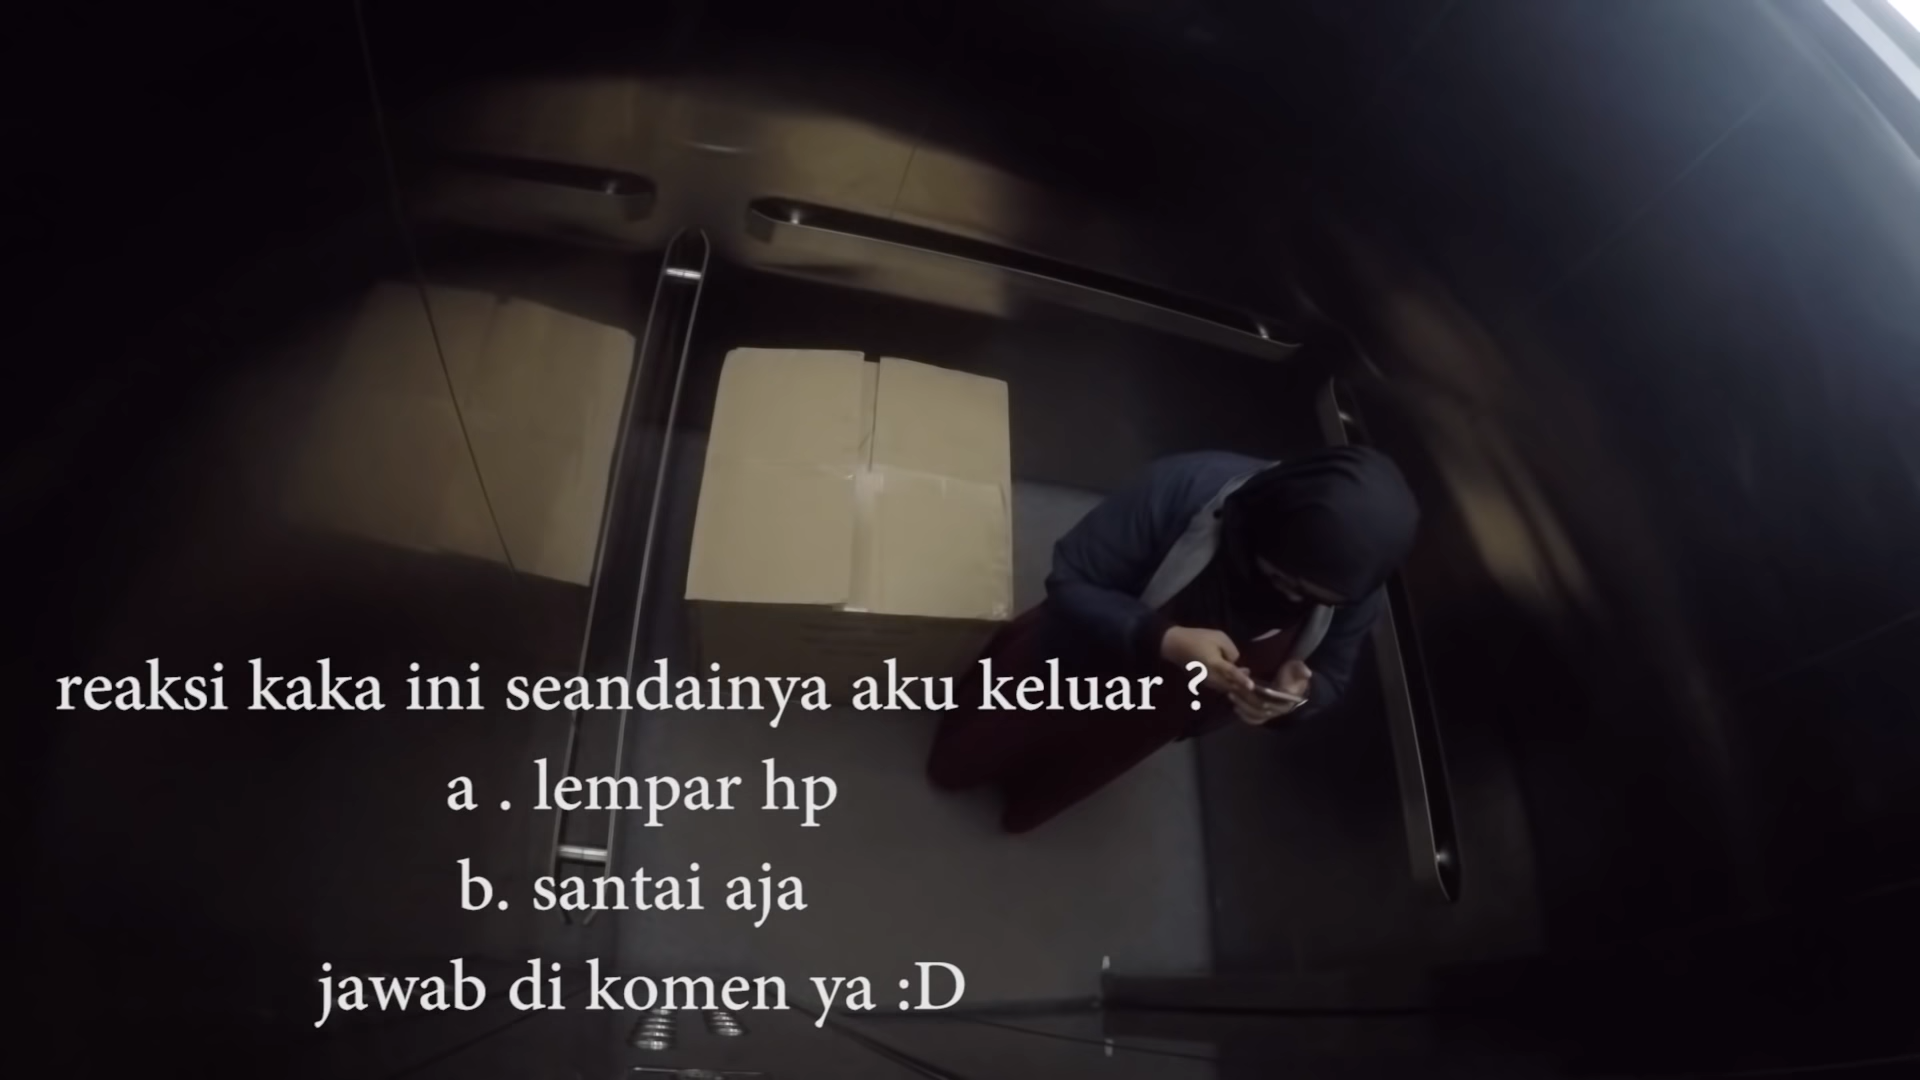 reaksi kaka ini seandainya aku keluar ?
a . lempar hp
b. santai aja
jawab di komen ya :D